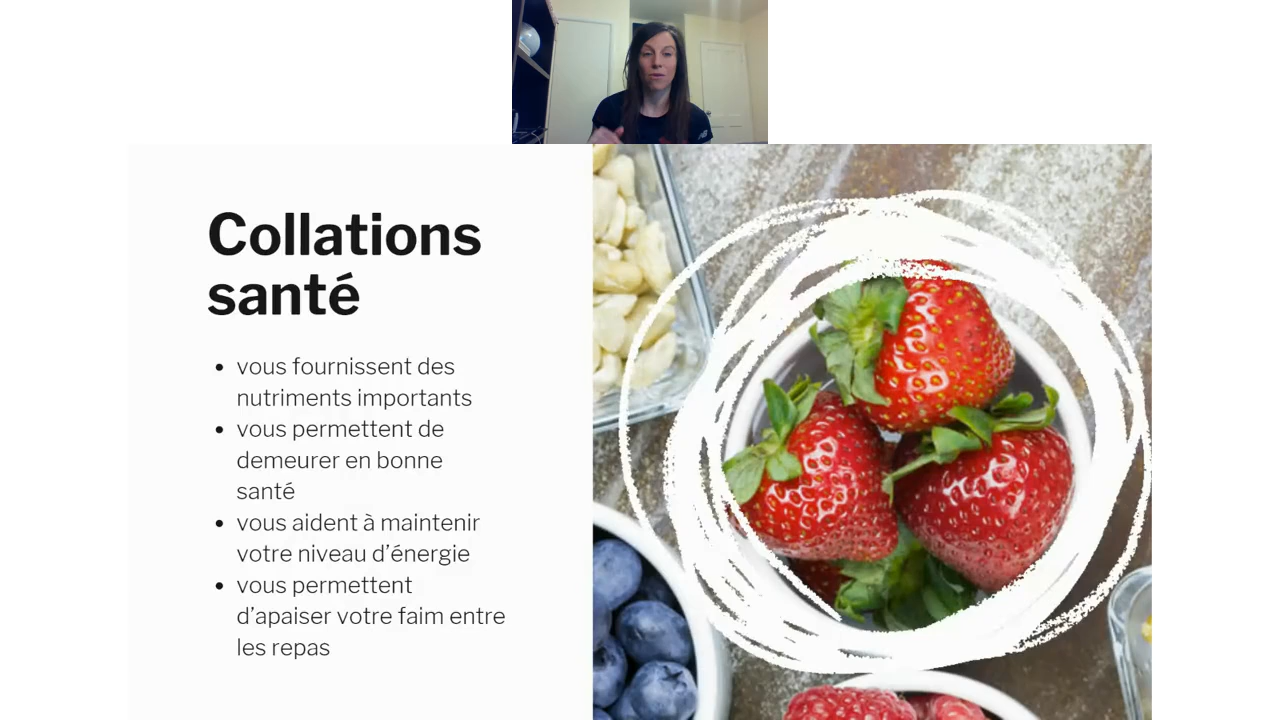 Collations
santé
• vous fournissent des
nutriments importants
• vous permettent de
demeurer en bonne
santé
• vous aident à maintenir
votre niveau d'énergie
• vous permettent
d'apaiser votre faim entre
les repas